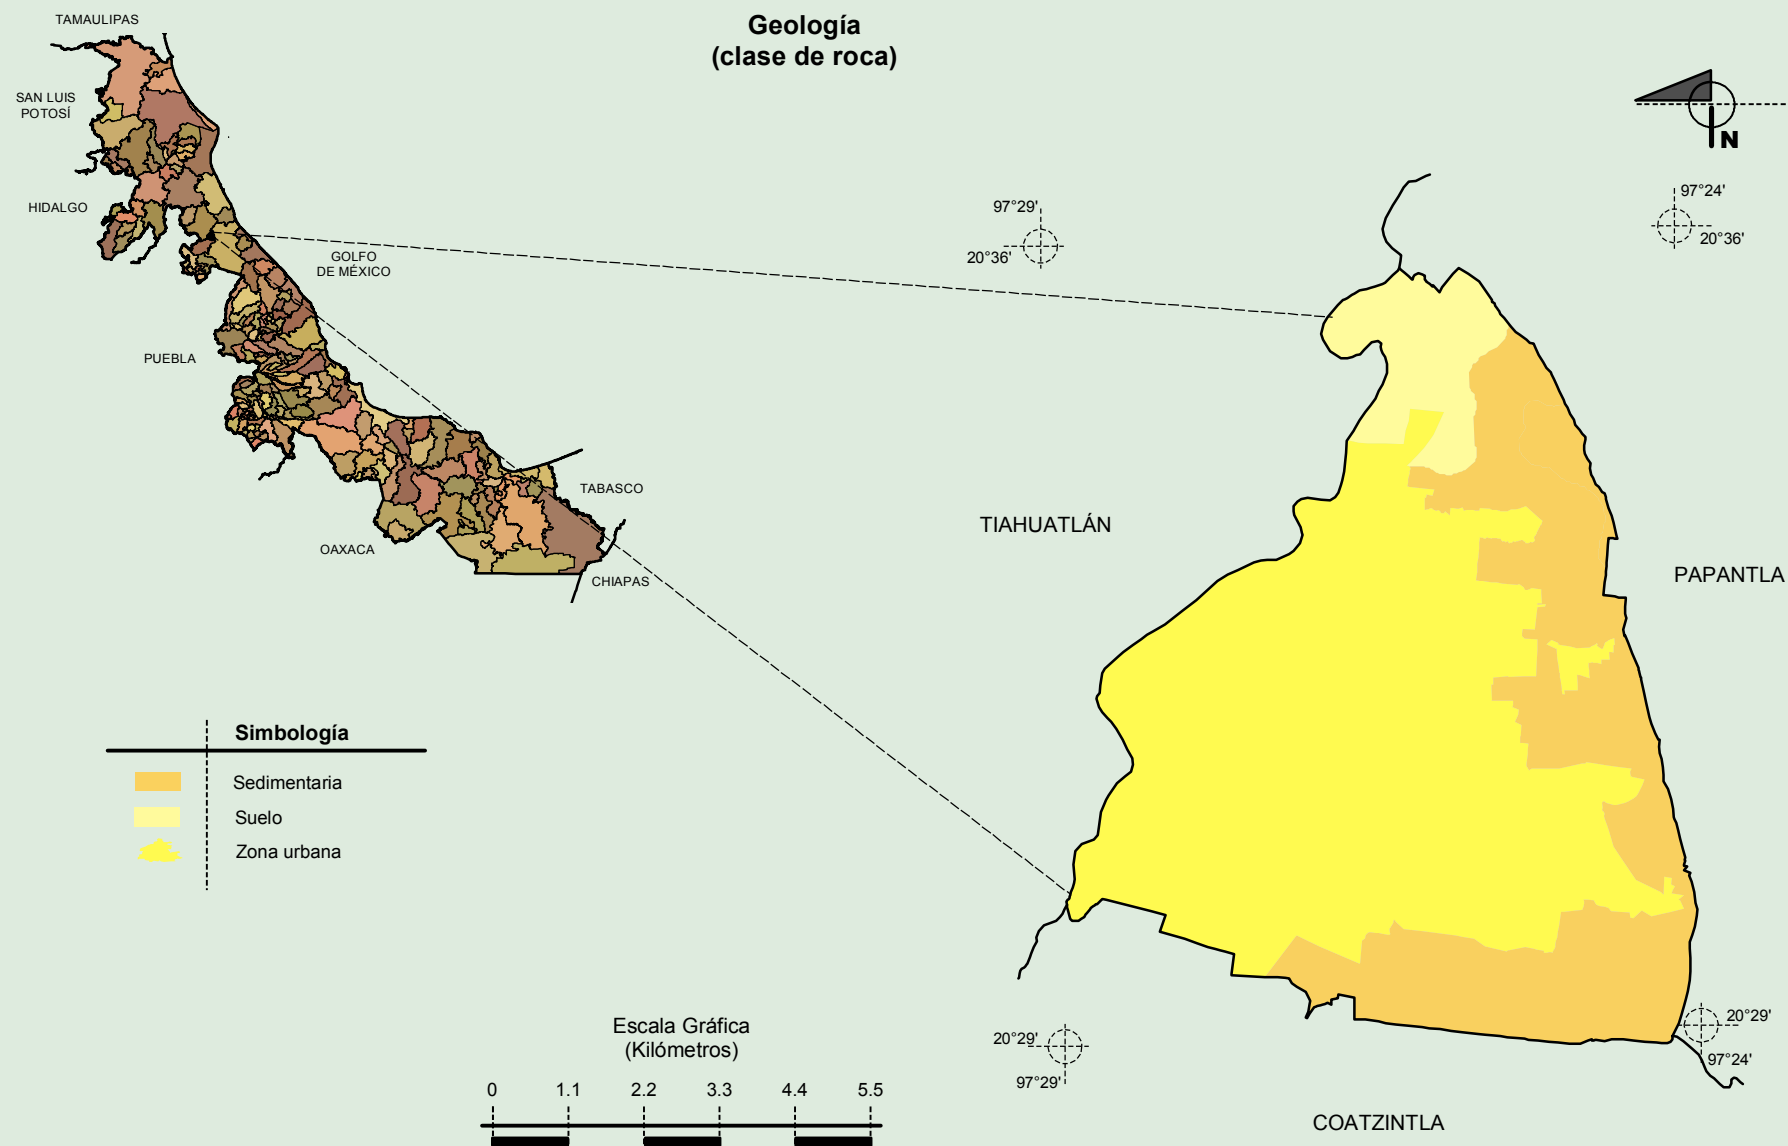 Geología
(clase de roca)
TAMAULIPAS
SAN LUIS
POTOSÍ
HIDALGO
GOLFO
DE MÉXICO
PUEBLA
TABASCO
OAXACA
CHIAPAS
N
97°29'
20°36'
97°24'
20°36'
TIAHUATLÁN
PAPANTLA
Simbología
Sedimentaria
Suelo
Zona urbana
Escala Gráfica
(Kilómetros)
0 1.1 2.2 3.3 4.4 5.5
20°29'
97°29'
20°29'
97°24'
COATZINTLA